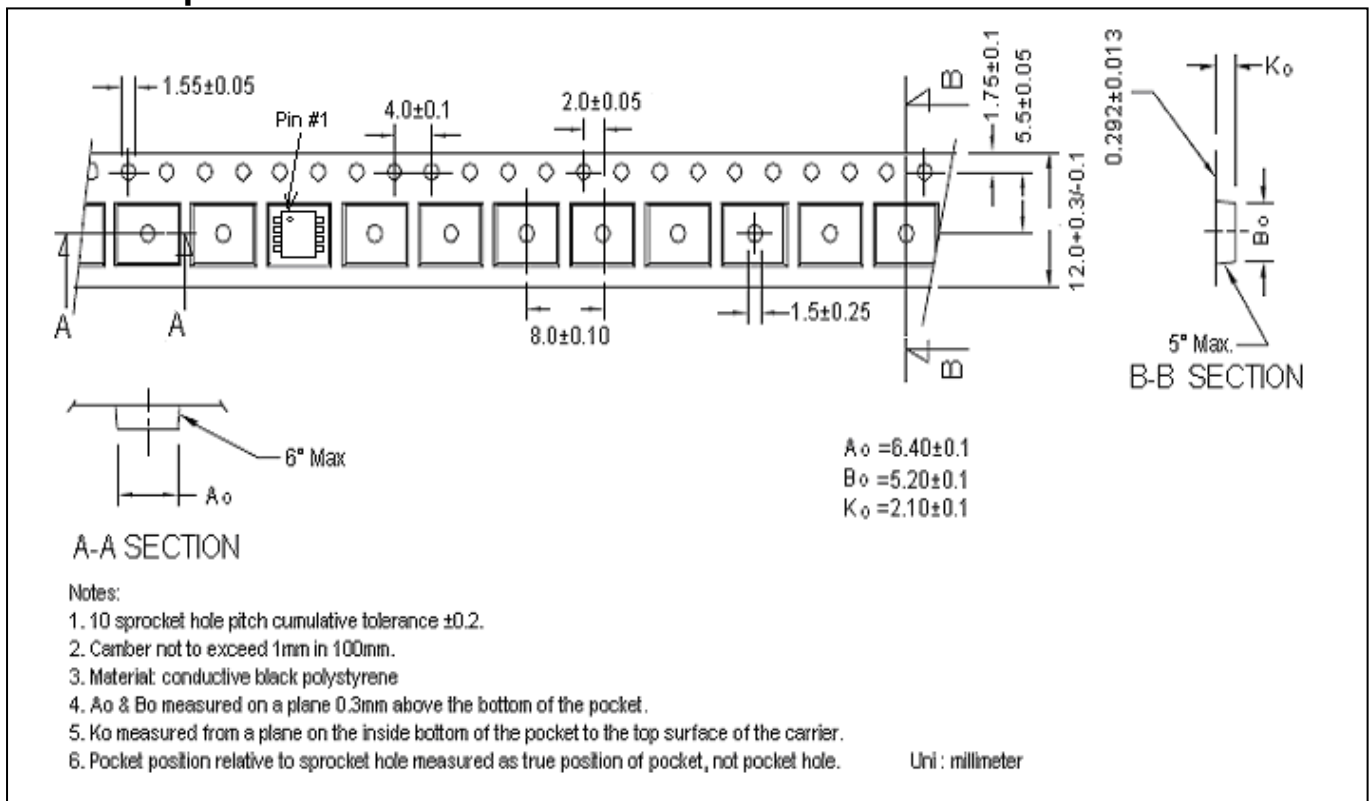 1.55±0.05
Pin #1
4.0±0.1
2.0±0.05
B
1.75±0.1
5.5±0.05
12.0+0.3/-0.1
0.292±0.013
Ko
Bo
A
A
8.0±0.10
1.5±0.25
B
5° Max.
B-B SECTION
6° Max
Ao
A-A SECTION
Ao =6.40±0.1
Bo =5.20±0.1
Ko =2.10±0.1
Notes:
1. 10 sprocket hole pitch cumulative tolerance ±0.2.
2. Camber not to exceed 1mm in 100mm.
3. Material: conductive black polystyrene
4. Ao & Bo measured on a plane 0.3mm above the bottom of the pocket.
5. Ko measured from a plane on the inside bottom of the pocket to the top surface of the carrier.
6. Pocket position relative to sprocket hole measured as true position of pocket, not pocket hole.
Uni : millimeter